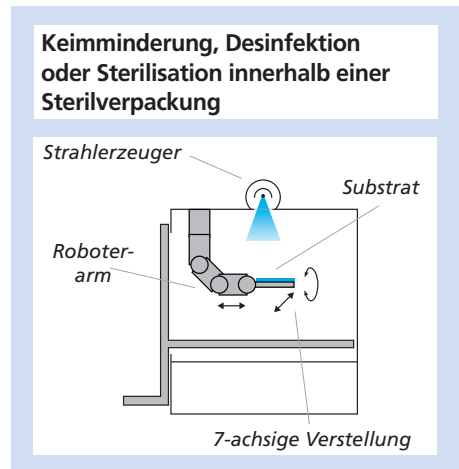 Keimminderung, Desinfektion
oder Sterilisation innerhalb einer
Sterilverpackung
Strahlerzeuger
Substrat
Roboter-
arm
7-achsige Verstellung